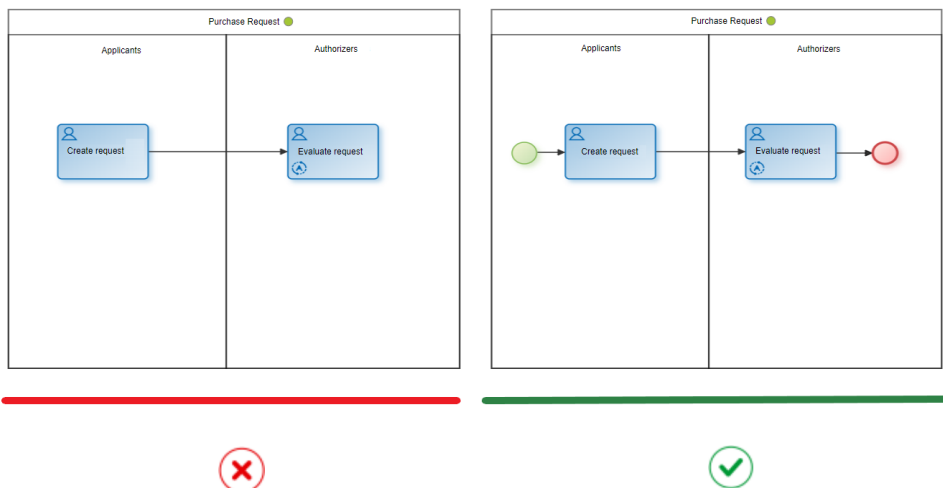 Purchase Request
Applicants
Authorizers
Create request
Evaluate request
Purchase Request
Applicants
Authorizers
Create request
Evaluate request